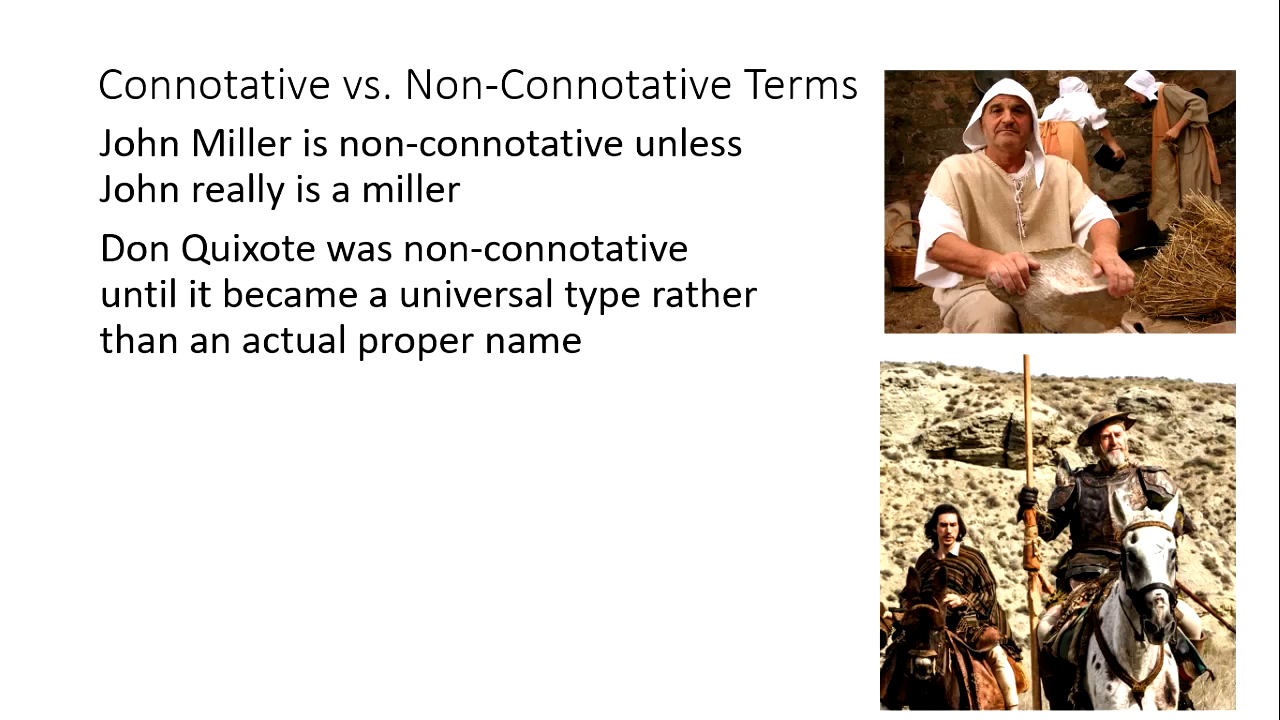 Connotative vs. Non-Connotative Terms
John Miller is non-connotative unless
John really is a miller
Don Quixote was non-connotative
until it became a universal type rather
than an actual proper name